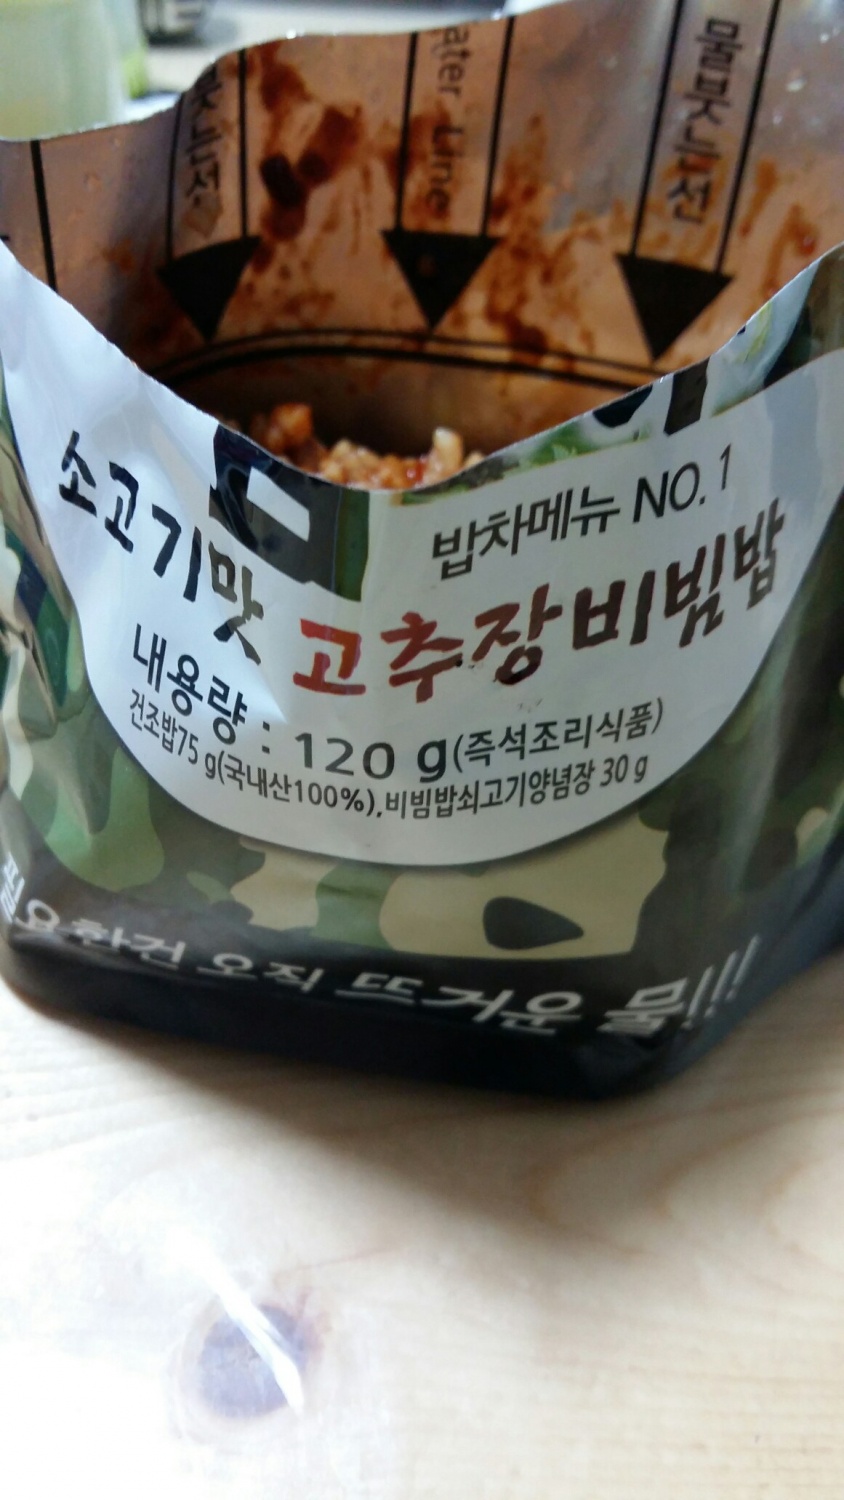 물붓는선
ater Line
물붓는선
소고기맛
밥차메뉴 NO. 1
고추장비빔밥
내용량 : 120 g(즉석조리식품)
건조밥75 g(국내산100%),비빔밥쇠고기양념장 30 g
필요한건 오직 뜨거운 물!!!